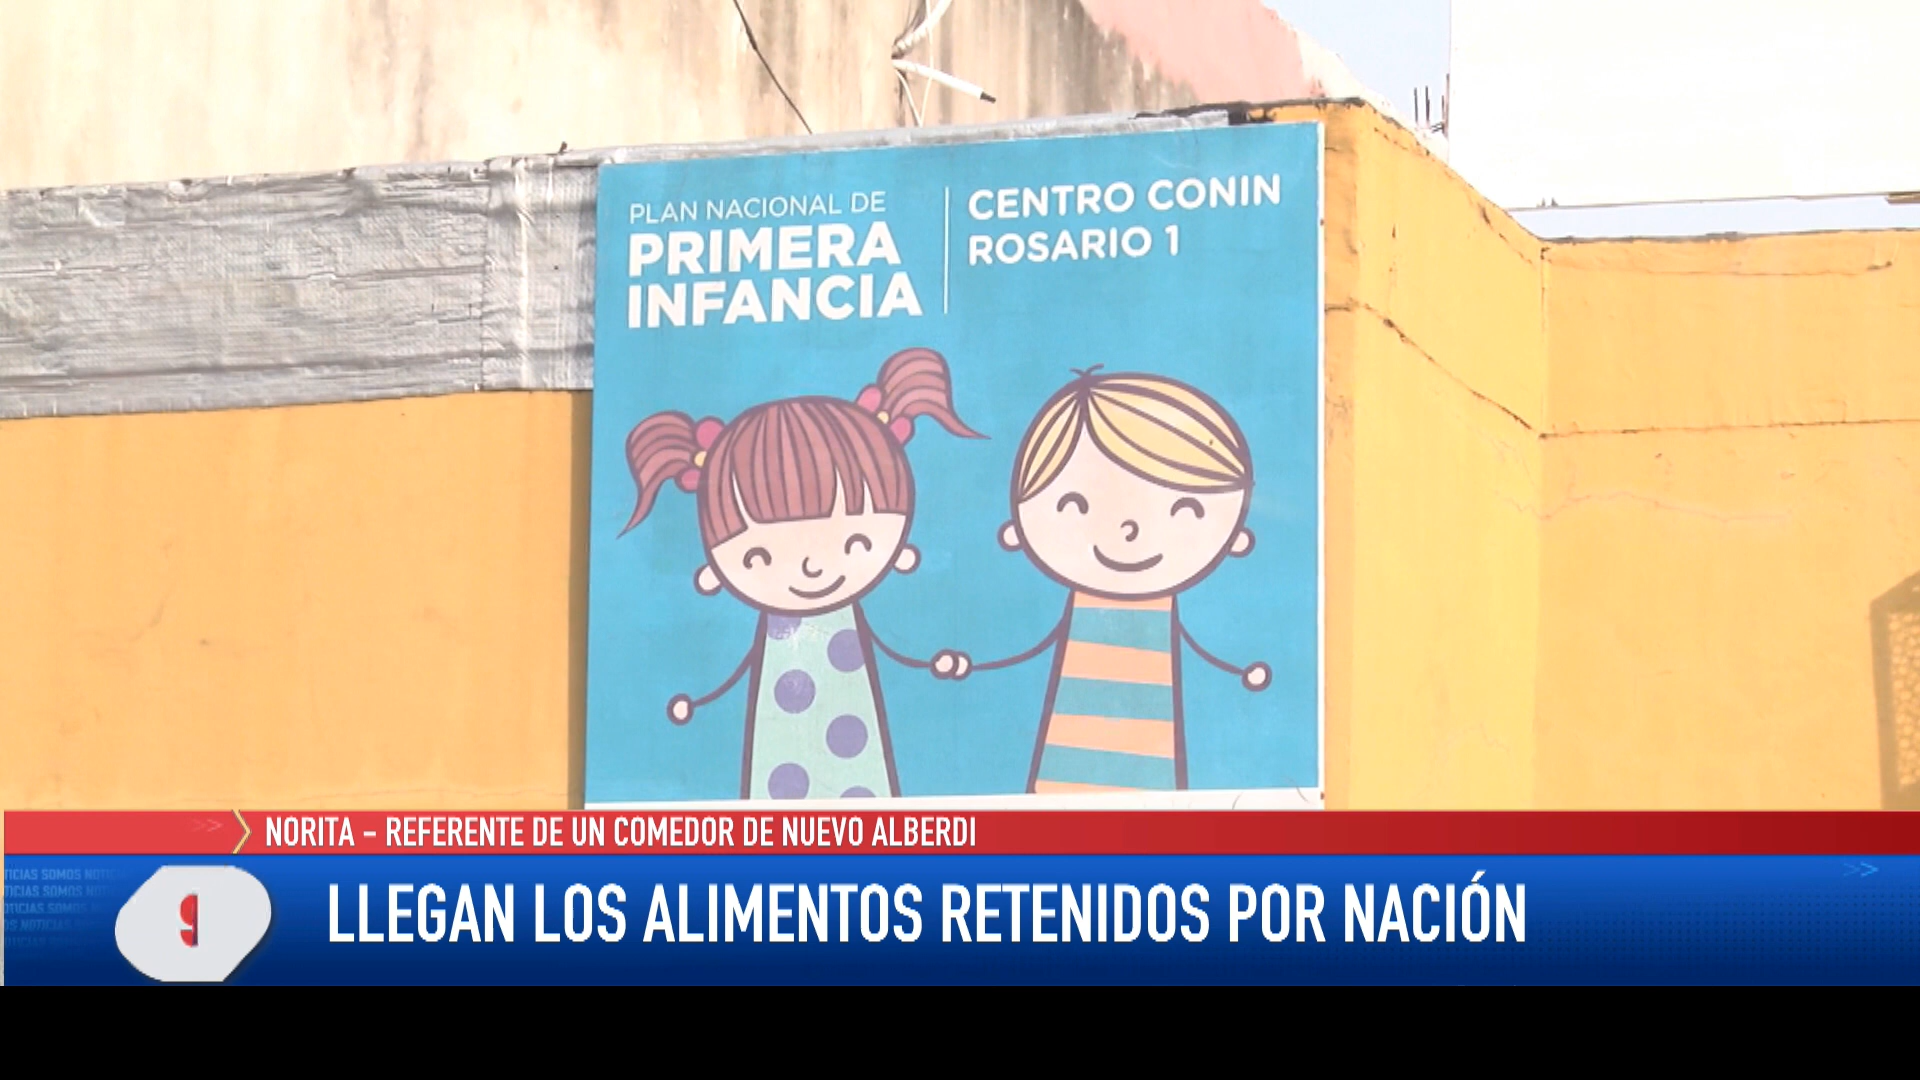 PLAN NACIONAL DE
PRIMERA
INFANCIA
CENTRO CONIN
ROSARIO 1
NORITA - REFERENTE DE UN COMEDOR DE NUEVO ALBERDI
9
LLEGAN LOS ALIMENTOS RETENIDOS POR NACIÓN